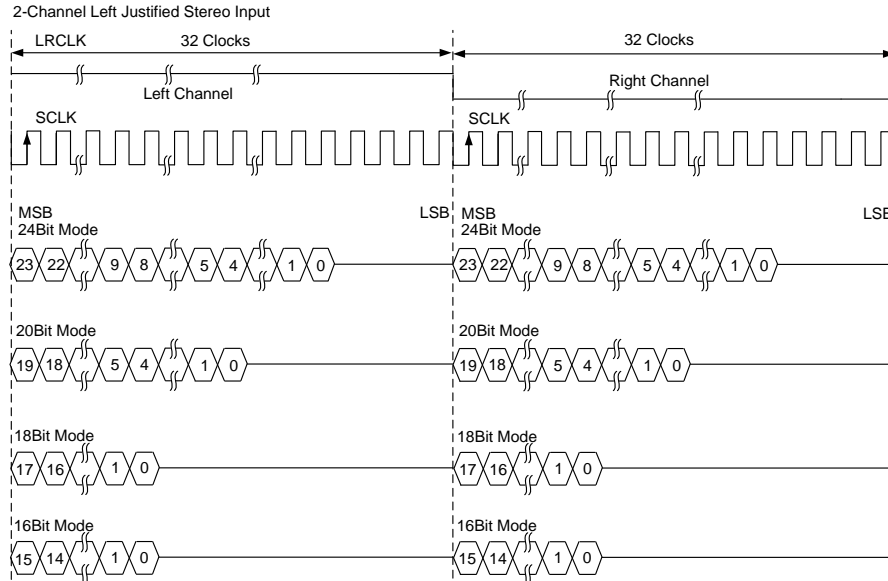 2-Channel Left Justified Stereo Input
LRCLK 32 Clocks 32 Clocks
Left Channel Right Channel
SCLK SCLK
MSB LSB MSB LSB
24Bit Mode 24Bit Mode
23 22 9 8 5 4 1 0 23 22 9 8 5 4 1 0
20Bit Mode 20Bit Mode
19 18 5 4 1 0 19 18 5 4 1 0
18Bit Mode 18Bit Mode
17 16 1 0 17 16 1 0
16Bit Mode 16Bit Mode
15 14 1 0 15 14 1 0